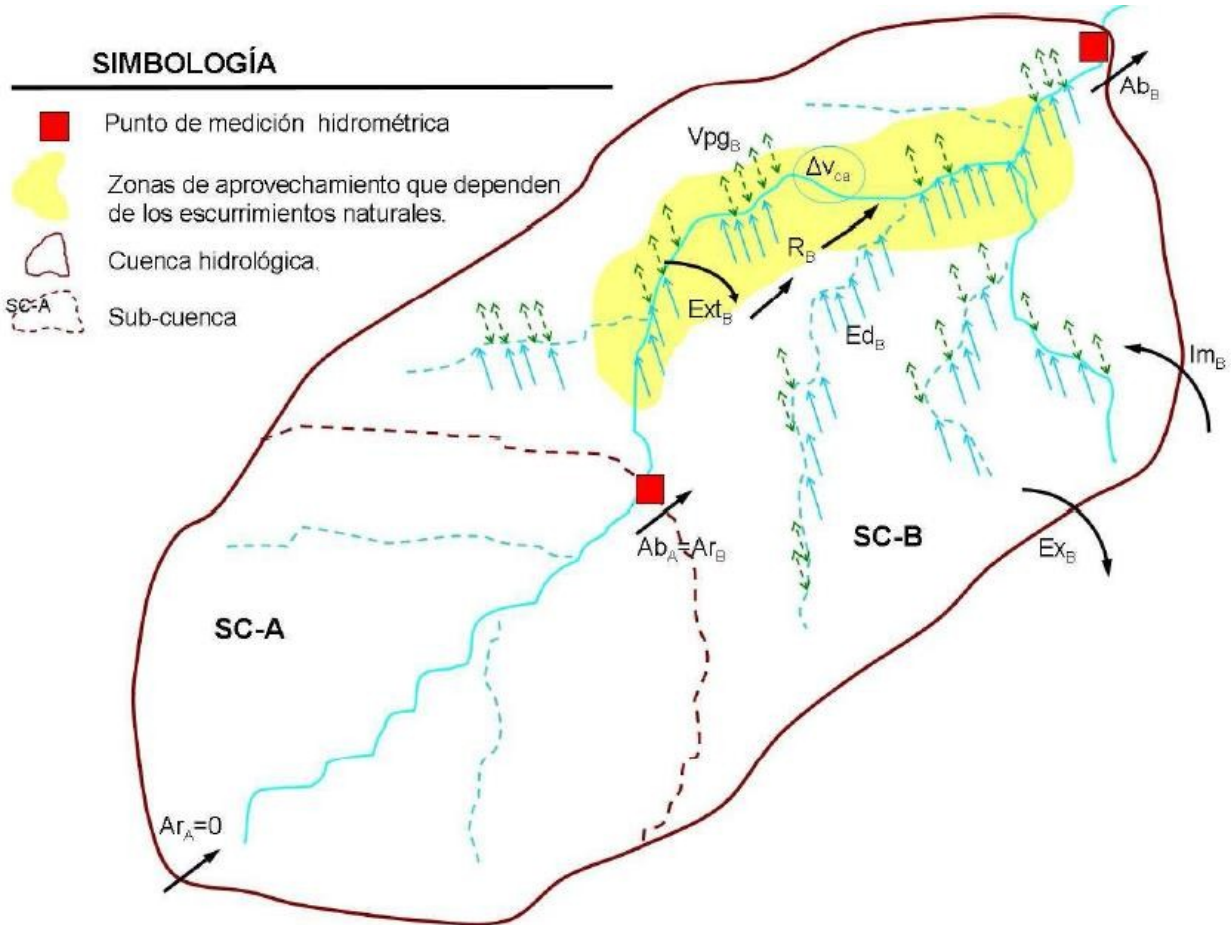 SIMBOLOGÍA
Punto de medición hidrométrica
Zonas de aprovechamiento que dependen
de los escurrimientos naturales.
Cuenca hidrológica,
SC-A
Sub-cuenca
Ab_B
Vpg_B
Δv_ca
R_B
Ext_B
Ed_B
Im_B
Ab_A=Ar_B
SC-B
Ex_B
SC-A
Ar_A=0